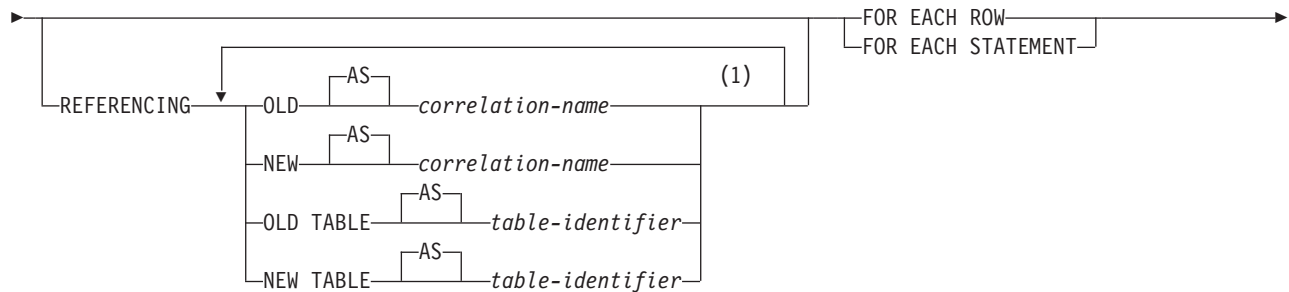 FOR EACH ROW
FOR EACH STATEMENT
REFERENCING OLD AS correlation-name (1)
NEW AS correlation-name
OLD TABLE AS table-identifier
NEW TABLE AS table-identifier